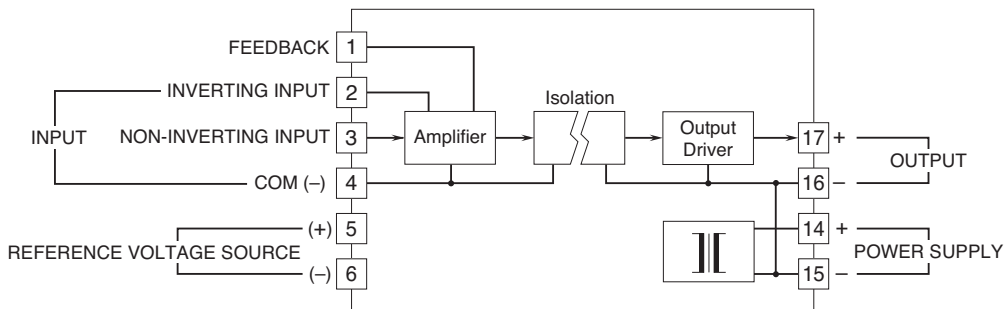 FEEDBACK 1
INVERTING INPUT 2
INPUT
NON-INVERTING INPUT 3
COM (–) 4
Amplifier
Isolation
Output
Driver
17 +
OUTPUT
16 –
(+) 5
REFERENCE VOLTAGE SOURCE
(–) 6
14 +
POWER SUPPLY
15 –